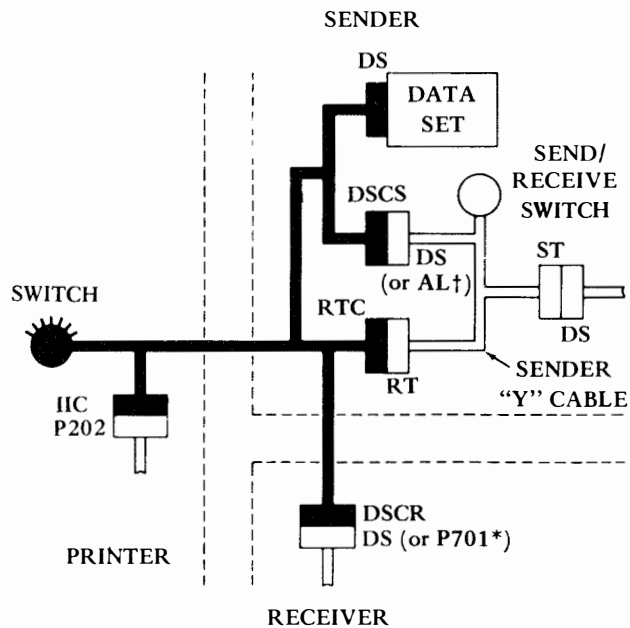 SENDER
DS
DATA
SET
SEND/
RECEIVE
SWITCH
DSCS
DS
(or AL†)
ST
DS
SWITCH
RTC
RT
SENDER
"Y" CABLE
IIC
P202
DSCR
DS (or P701*)
PRINTER
RECEIVER